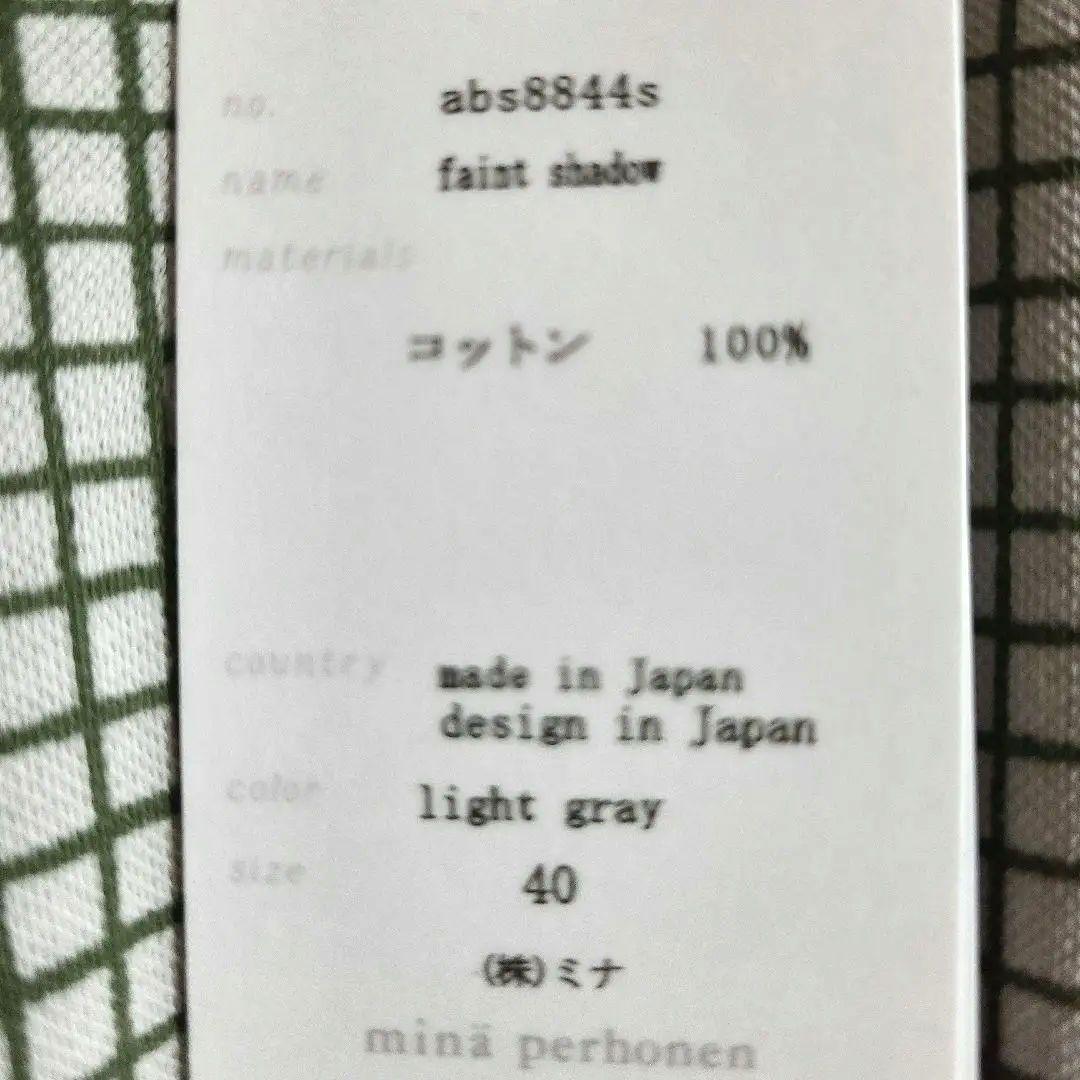 no. abs8844s
name faint shadow
materials
コットン 100%
country made in Japan
design in Japan
color light gray
size 40
(株)ミナ
minä perhonen